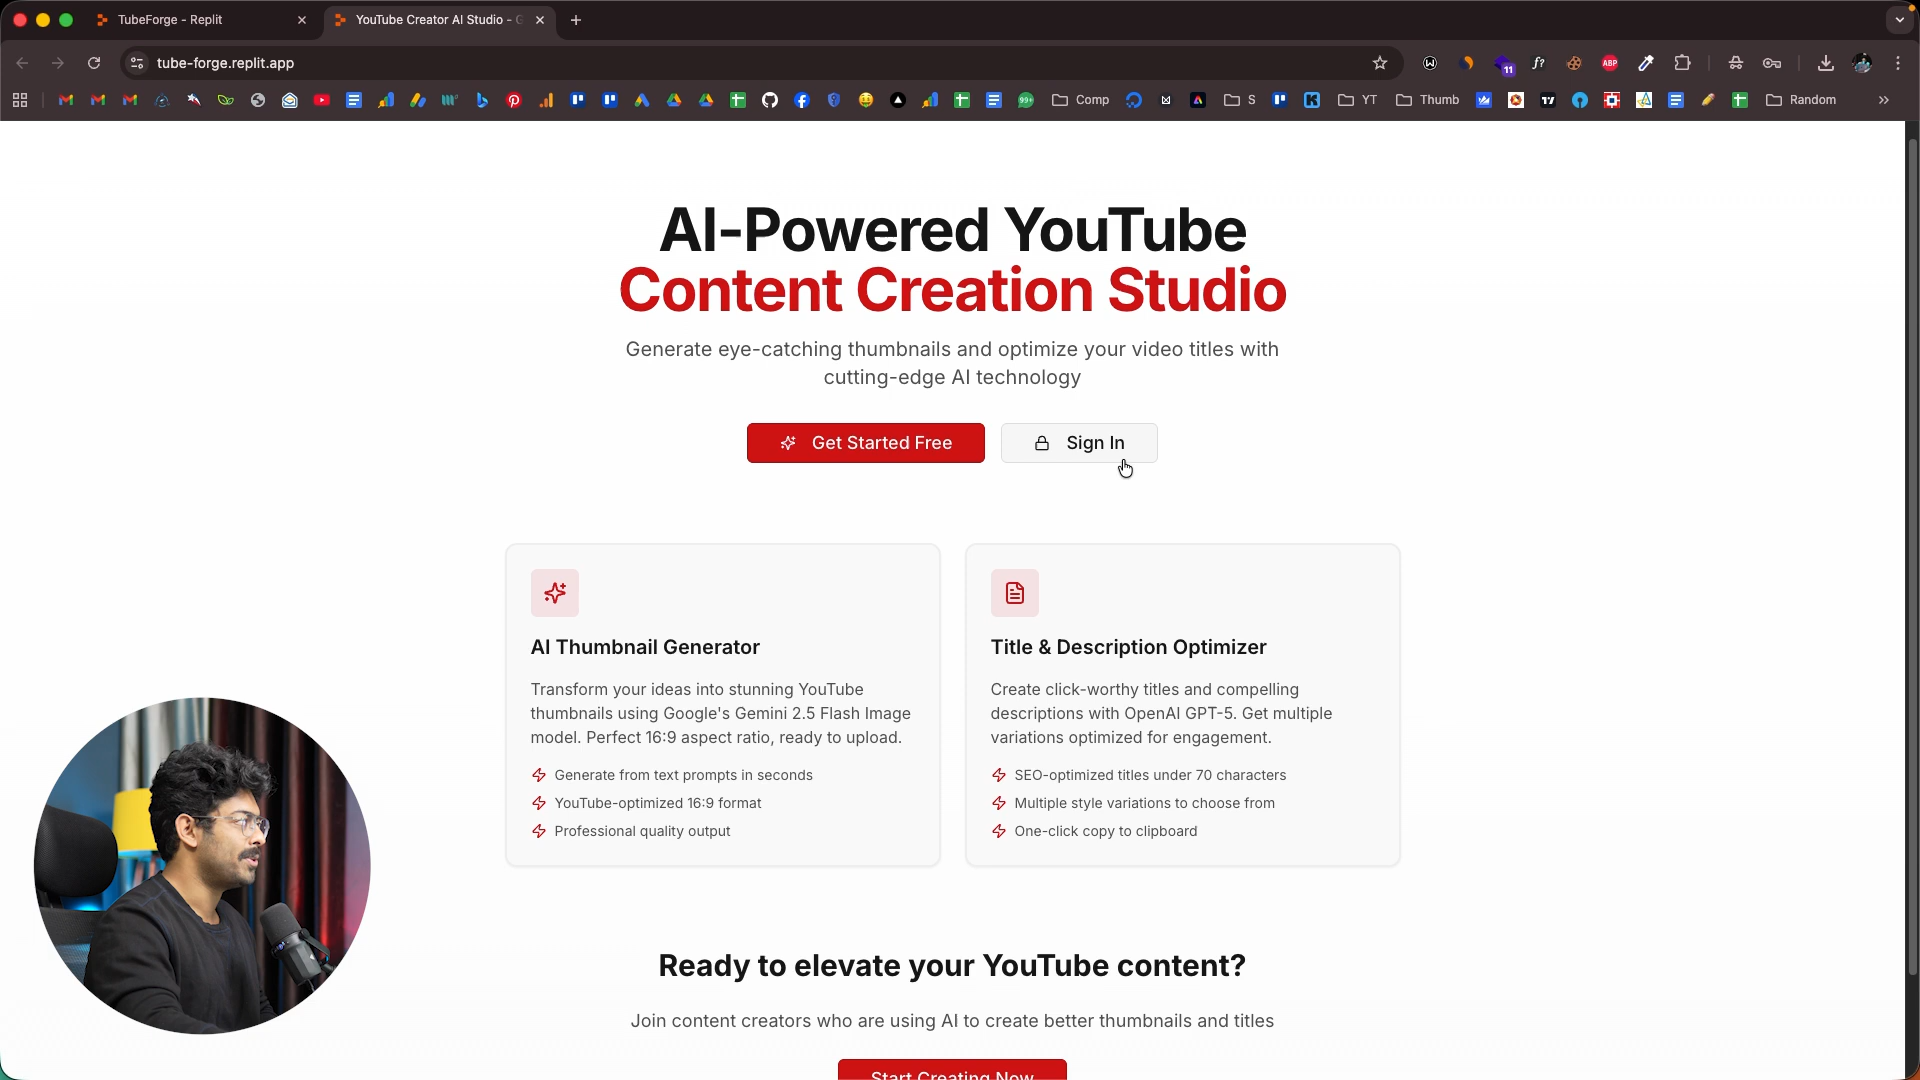 TubeForge - Replit
YouTube Creator AI Studio - G
tube-forge.replit.app
f?
ABP
11
99+
Comp
S
YT
Thumb
Random
AI-Powered YouTube
Content Creation Studio
Generate eye-catching thumbnails and optimize your video titles with
cutting-edge AI technology
Get Started Free
Sign In
AI Thumbnail Generator
Transform your ideas into stunning YouTube
thumbnails using Google's Gemini 2.5 Flash Image
model. Perfect 16:9 aspect ratio, ready to upload.
Generate from text prompts in seconds
YouTube-optimized 16:9 format
Professional quality output
Title & Description Optimizer
Create click-worthy titles and compelling
descriptions with OpenAI GPT-5. Get multiple
variations optimized for engagement.
SEO-optimized titles under 70 characters
Multiple style variations to choose from
One-click copy to clipboard
Ready to elevate your YouTube content?
Join content creators who are using AI to create better thumbnails and titles
Start Creating Now